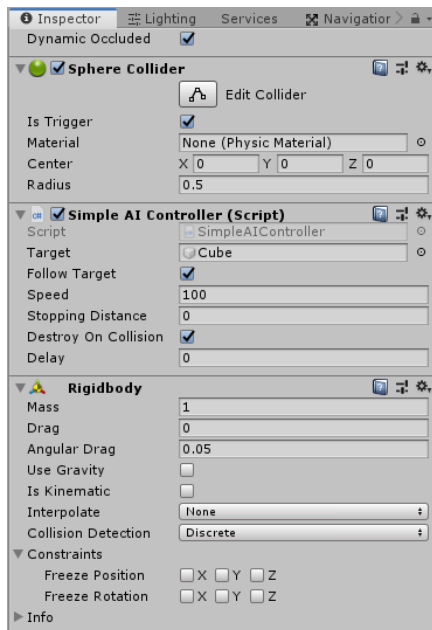 Inspector Lighting Services Navigation
Dynamic Occluded
Sphere Collider
Edit Collider
Is Trigger
Material None (Physic Material)
Center X 0 Y 0 Z 0
Radius 0.5
Simple AI Controller (Script)
Script SimpleAIController
Target Cube
Follow Target
Speed 100
Stopping Distance 0
Destroy On Collision
Delay 0
Rigidbody
Mass 1
Drag 0
Angular Drag 0.05
Use Gravity
Is Kinematic
Interpolate None
Collision Detection Discrete
Constraints
Freeze Position X Y Z
Freeze Rotation X Y Z
Info